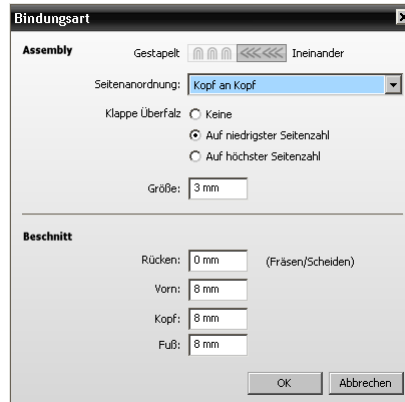 Bindungsart
Assembly Gestapelt Ineinander
Seitenanordnung: Kopf an Kopf
Klappe Überfalz Keine
Auf niedrigster Seitenzahl
Auf höchster Seitenzahl
Größe: 3 mm
Beschnitt
Rücken: 0 mm (Fräsen/Scheiden)
Vorn: 8 mm
Kopf: 8 mm
Fuß: 8 mm
OK Abbrechen